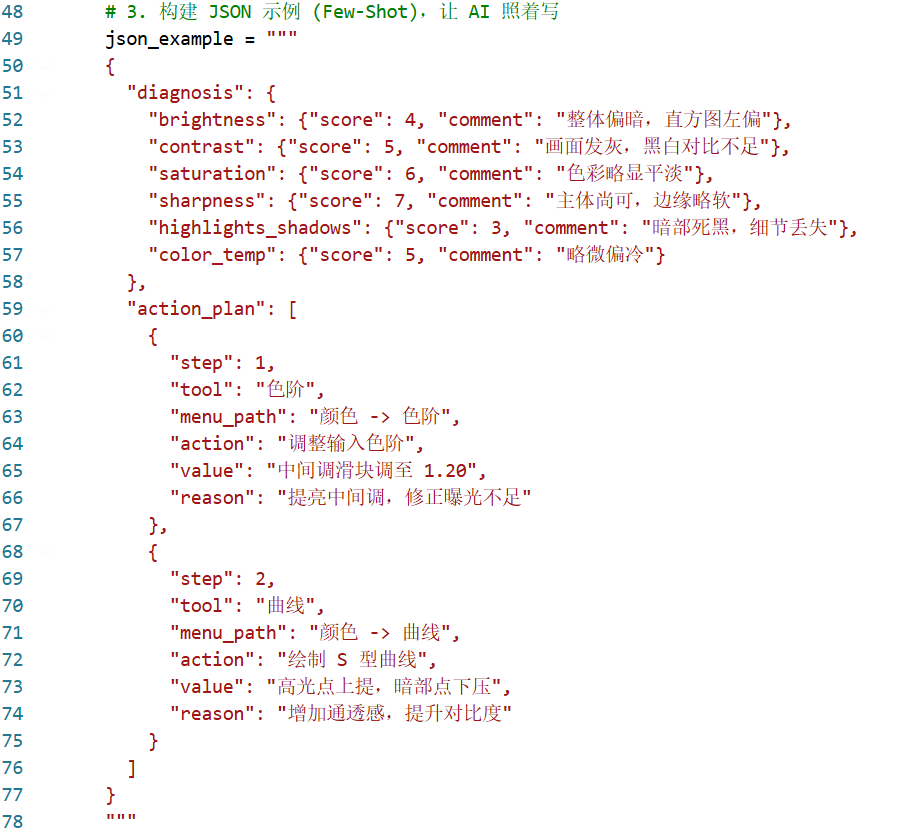 48 # 3. 构建 JSON 示例 (Few-Shot)，让 AI 照着写
49 json_example = """
50 {
51 "diagnosis": {
52 "brightness": {"score": 4, "comment": "整体偏暗，直方图左偏"},
53 "contrast": {"score": 5, "comment": "画面发灰，黑白对比不足"},
54 "saturation": {"score": 6, "comment": "色彩略显平淡"},
55 "sharpness": {"score": 7, "comment": "主体尚可，边缘略软"},
56 "highlights_shadows": {"score": 3, "comment": "暗部死黑，细节丢失"},
57 "color_temp": {"score": 5, "comment": "略微偏冷"}
58 },
59 "action_plan": [
60 {
61 "step": 1,
62 "tool": "色阶",
63 "menu_path": "颜色 -> 色阶",
64 "action": "调整输入色阶",
65 "value": "中间调滑块调至 1.20",
66 "reason": "提亮中间调，修正曝光不足"
67 },
68 {
69 "step": 2,
70 "tool": "曲线",
71 "menu_path": "颜色 -> 曲线",
72 "action": "绘制 S 型曲线",
73 "value": "高光点上提，暗部点下压",
74 "reason": "增加通透感，提升对比度"
75 }
76 ]
77 }
78 """